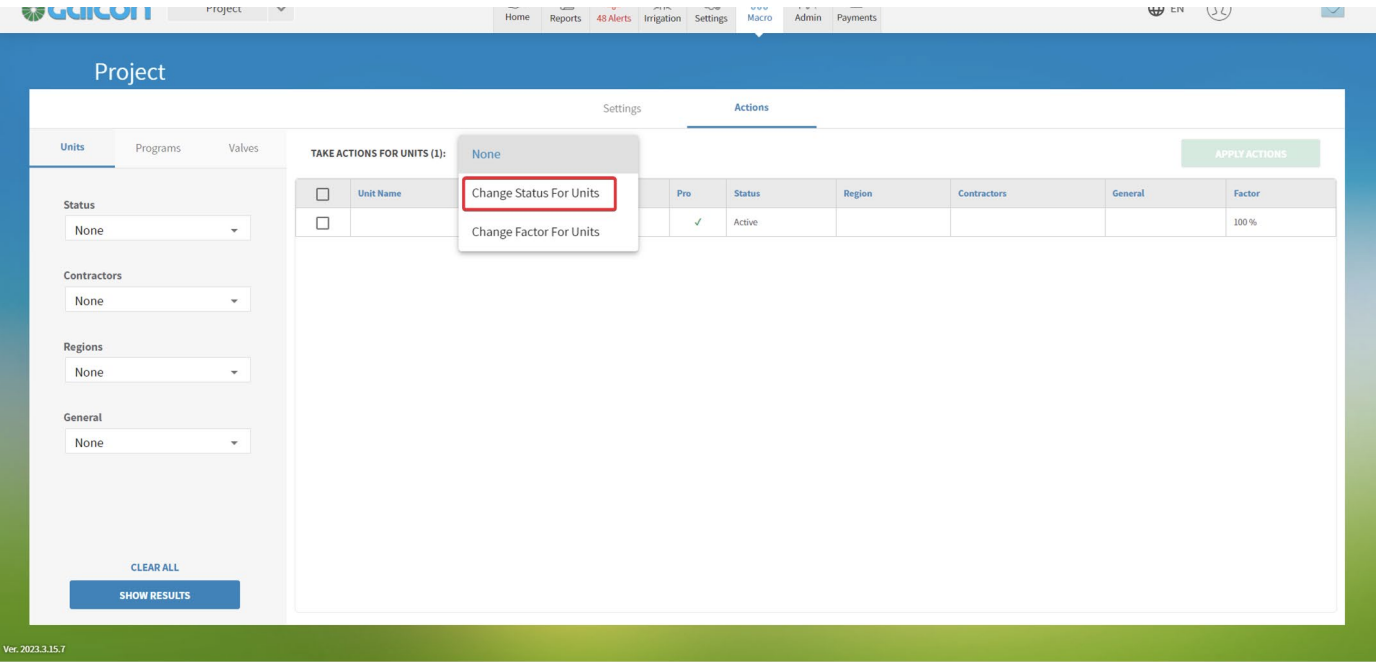 Galcon Project
Home Reports 48 Alerts Irrigation Settings Macro Admin Payments
EN
Project
Settings Actions
Units Programs Valves
TAKE ACTIONS FOR UNITS (1):
None
Change Status For Units
Change Factor For Units
APPLY ACTIONS
Unit Name Pro Status Region Contractors General Factor
Active 100 %
Status
None
Contractors
None
Regions
None
General
None
CLEAR ALL
SHOW RESULTS
Ver. 2023.3.15.7